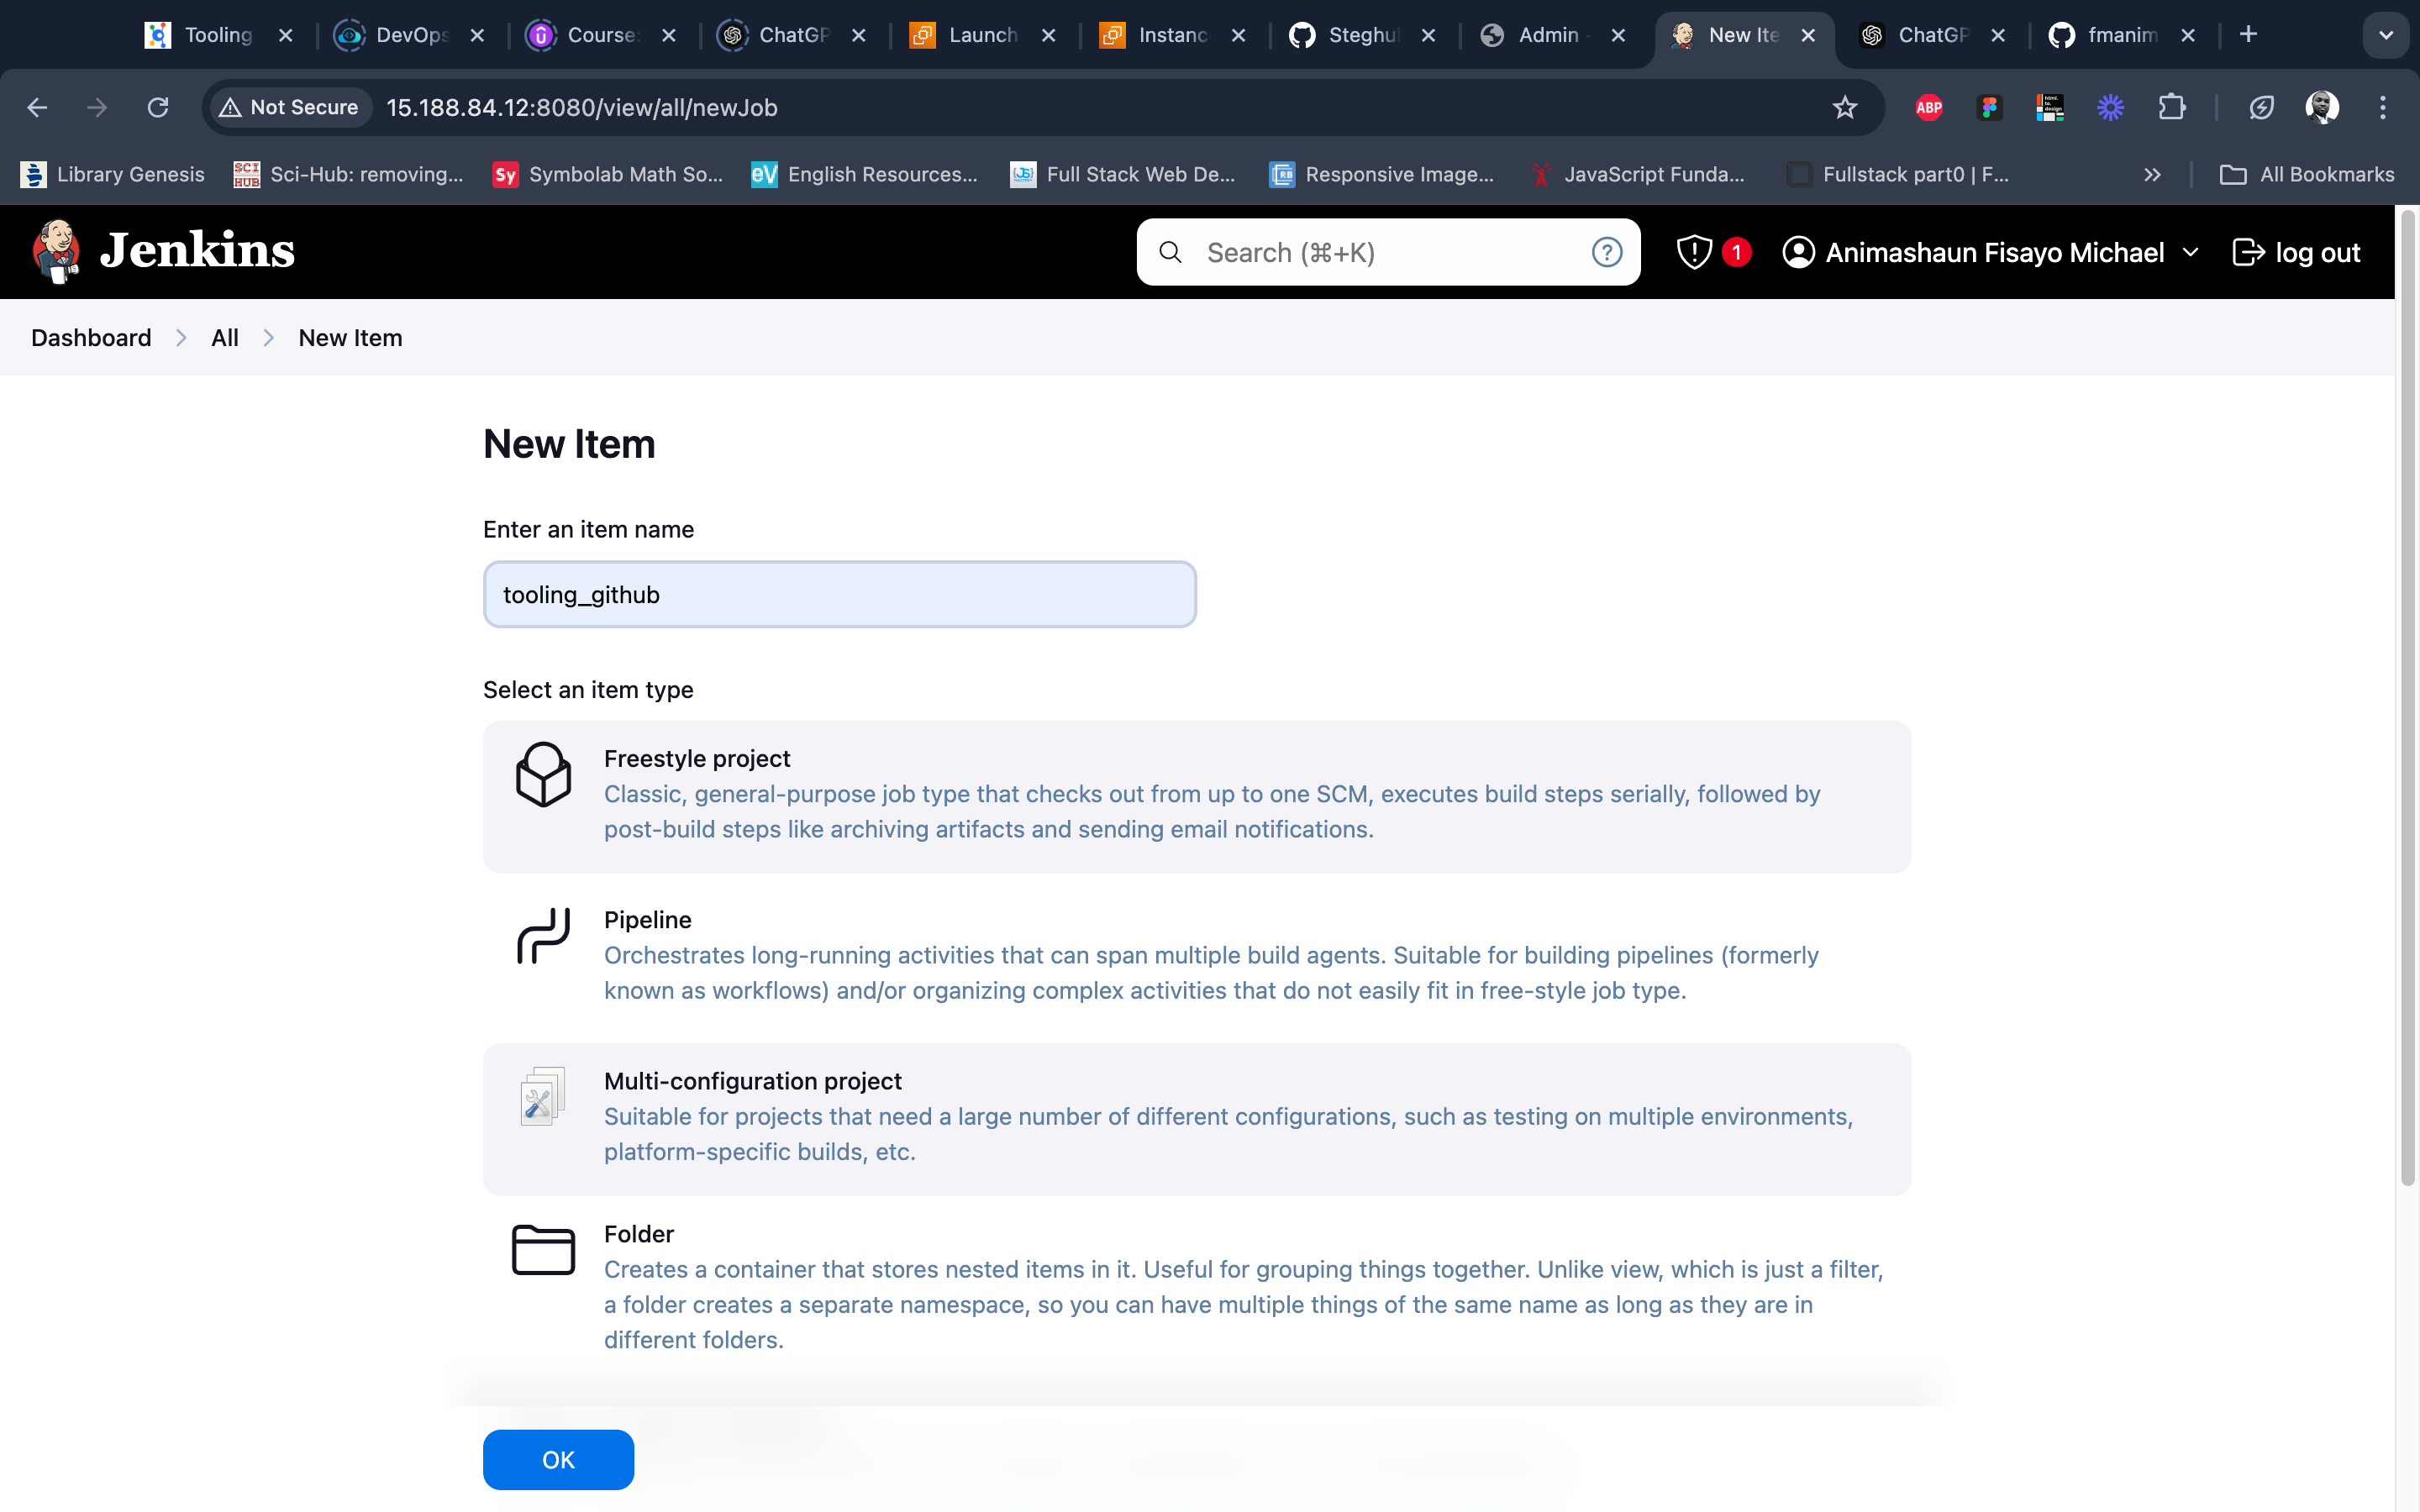 Tooling
DevOps
Course
ChatGP
Launch
Instanc
Steghu
Admin -
New Ite
ChatGP
fmanim
Not Secure
15.188.84.12:8080/view/all/newJob
ABP
Library Genesis
SCI HUB
Sci-Hub: removing...
Sy
Symbolab Math So...
eV
English Resources...
Full Stack Web De...
Responsive Image...
JavaScript Funda...
Fullstack part0 | F...
All Bookmarks
Jenkins
Search (⌘+K)
1
Animashaun Fisayo Michael
log out
Dashboard
All
New Item
New Item
Enter an item name
tooling_github
Select an item type
Freestyle project
Classic, general-purpose job type that checks out from up to one SCM, executes build steps serially, followed by
post-build steps like archiving artifacts and sending email notifications.
Pipeline
Orchestrates long-running activities that can span multiple build agents. Suitable for building pipelines (formerly
known as workflows) and/or organizing complex activities that do not easily fit in free-style job type.
Multi-configuration project
Suitable for projects that need a large number of different configurations, such as testing on multiple environments,
platform-specific builds, etc.
Folder
Creates a container that stores nested items in it. Useful for grouping things together. Unlike view, which is just a filter,
a folder creates a separate namespace, so you can have multiple things of the same name as long as they are in
different folders.
OK